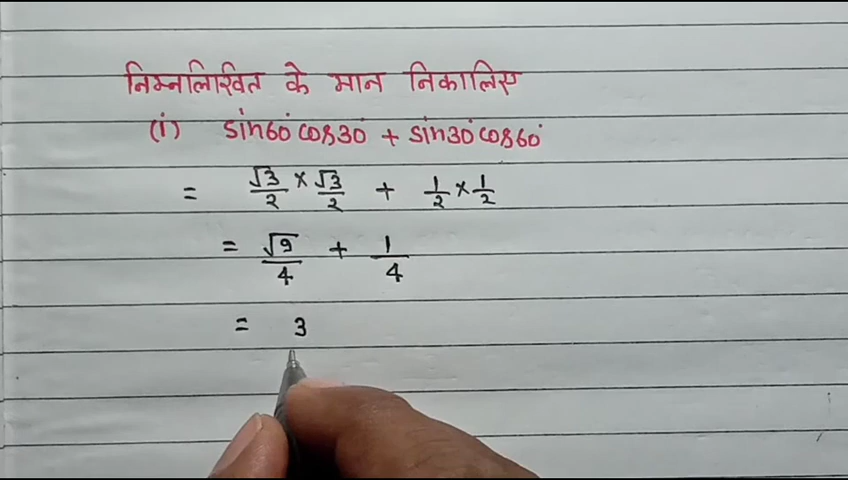 निम्नलिखित के मान निकालिए
(i) sin60° cos30° + sin30° cos60°
= √3/2 × √3/2 + 1/2 × 1/2
= √9/4 + 1/4
= 3